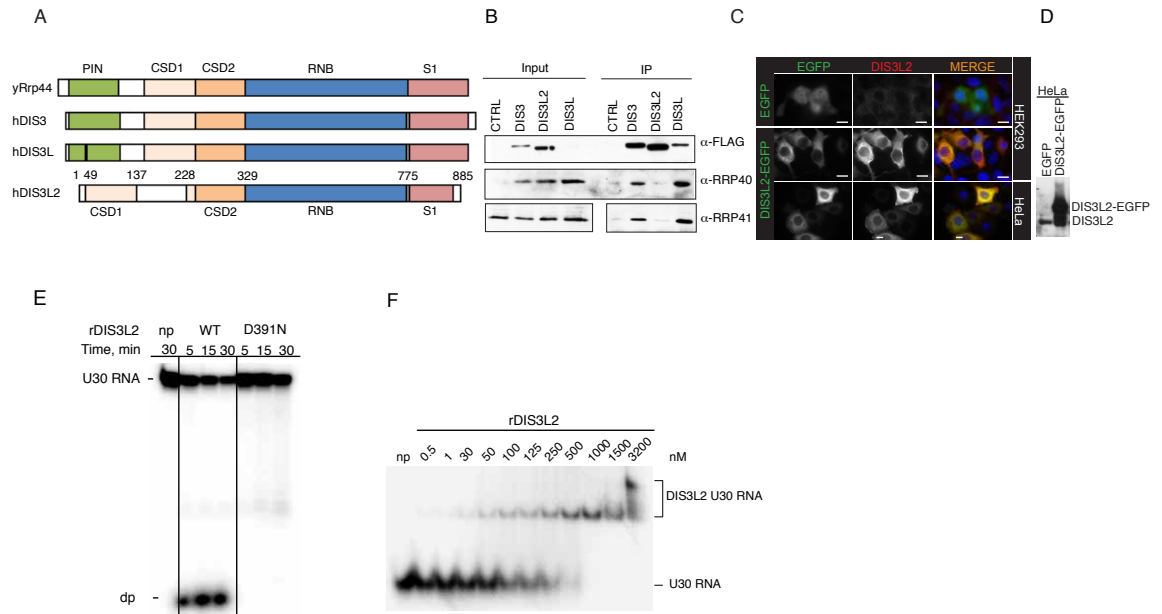 A
PIN CSD1 CSD2 RNB S1
yRrp44
hDIS3
hDIS3L
1 49 137 228 329 775 885
hDIS3L2
CSD1 CSD2 RNB S1
B
Input IP
CTRL DIS3 DIS3L2 DIS3L CTRL DIS3 DIS3L2 DIS3L
α-FLAG
α-RRP40
α-RRP41
C
EGFP DIS3L2 MERGE
EGFP
DIS3L2-EGFP
HEK293
HeLa
D
HeLa
EGFP
DIS3L2-EGFP
DIS3L2-EGFP
DIS3L2
E
rDIS3L2 np WT D391N
Time, min 30 5 15 30 5 15 30
U30 RNA
dp
F
rDIS3L2
np 0.5 1 30 50 100 125 250 500 1000 1500 3200 nM
DIS3L2 U30 RNA
U30 RNA